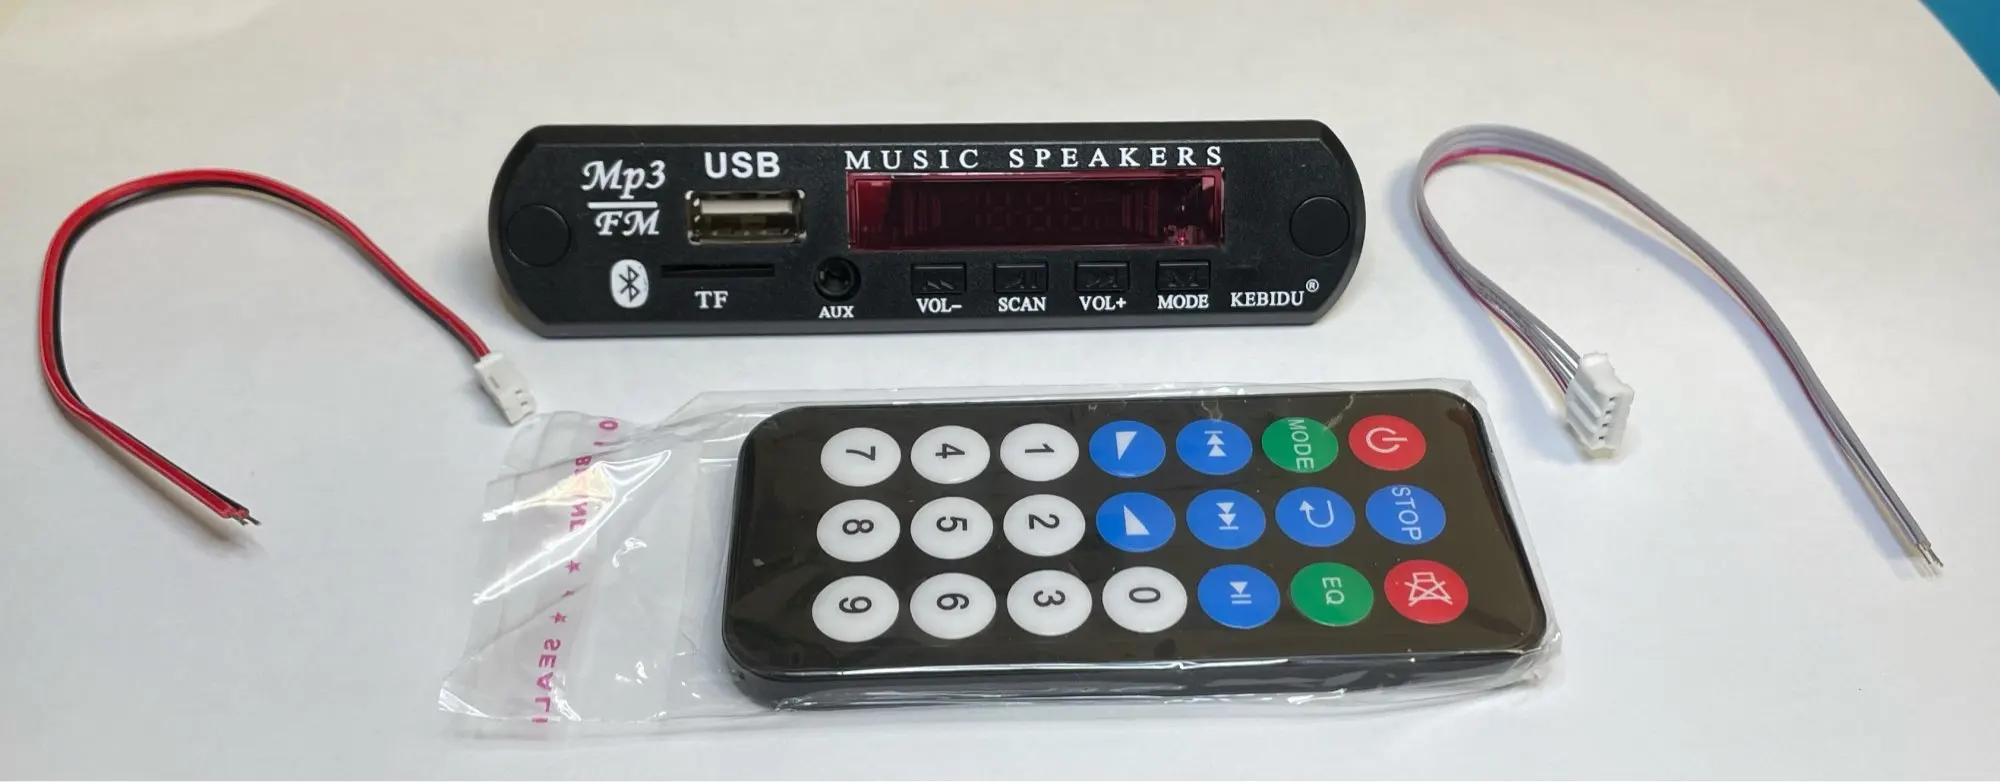 Mp3
FM
USB
MUSIC SPEAKERS
TF
AUX
VOL–
SCAN
VOL+
MODE
KEBIDU®
MODE
STOP
EQ
0
1
2
3
4
5
6
7
8
9